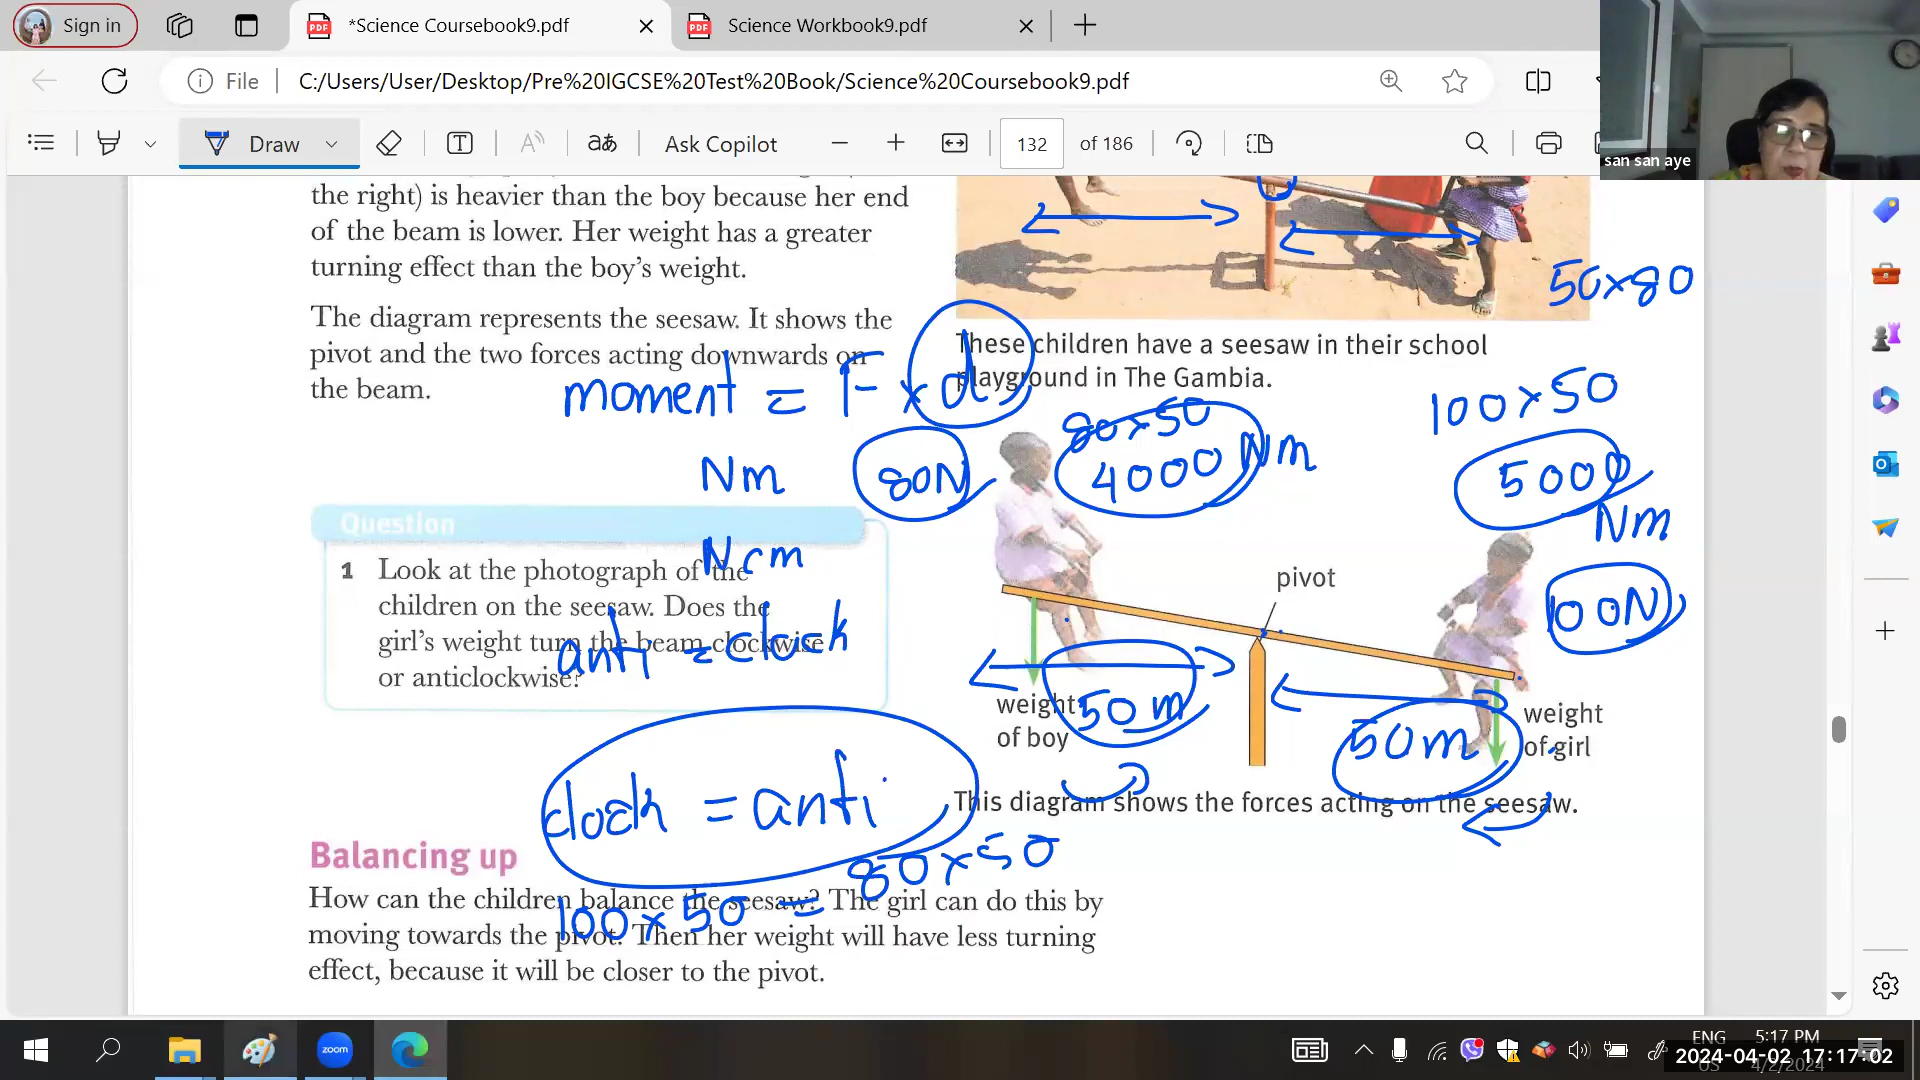 Sign in
*Science Coursebook9.pdf
Science Workbook9.pdf
File
C:/Users/User/Desktop/Pre%20IGCSE%20Test%20Book/Science%20Coursebook9.pdf
Draw
Ask Copilot
132
of 186
san san aye
the right) is heavier than the boy because her end
of the beam is lower. Her weight has a greater
turning effect than the boy's weight.
The diagram represents the seesaw. It shows the
pivot and the two forces acting downwards on
the beam.
These children have a seesaw in their school
playground in The Gambia.
50x80
moment = F x d
80x50
4000 Nm
100x50
5000
Nm
80N
Nm
Ncm
100N
Question
1 Look at the photograph of the
children on the seesaw. Does the
girl's weight turn the beam clockwise
or anticlockwise?
anti = clock
pivot
weight
of boy
50 m
50m
weight
of girl
This diagram shows the forces acting on the seesaw.
clock = anti
100 x 50 = 80x50
Balancing up
How can the children balance the seesaw? The girl can do this by
moving towards the pivot. Then her weight will have less turning
effect, because it will be closer to the pivot.
zoom
ENG
US
5:17 PM
4/2/2024
2024-04-02 17:17:02